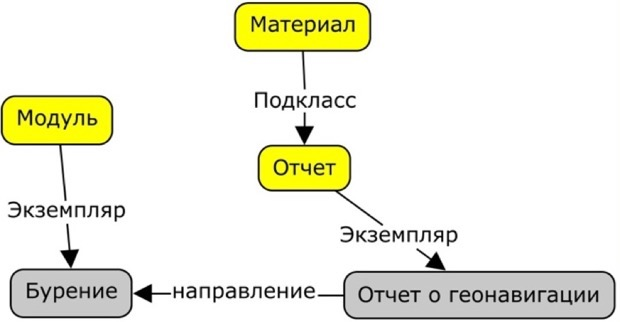 Материал
Подкласс
Модуль
Отчет
Экземпляр
Экземпляр
Бурение
направление
Отчет о геонавигации